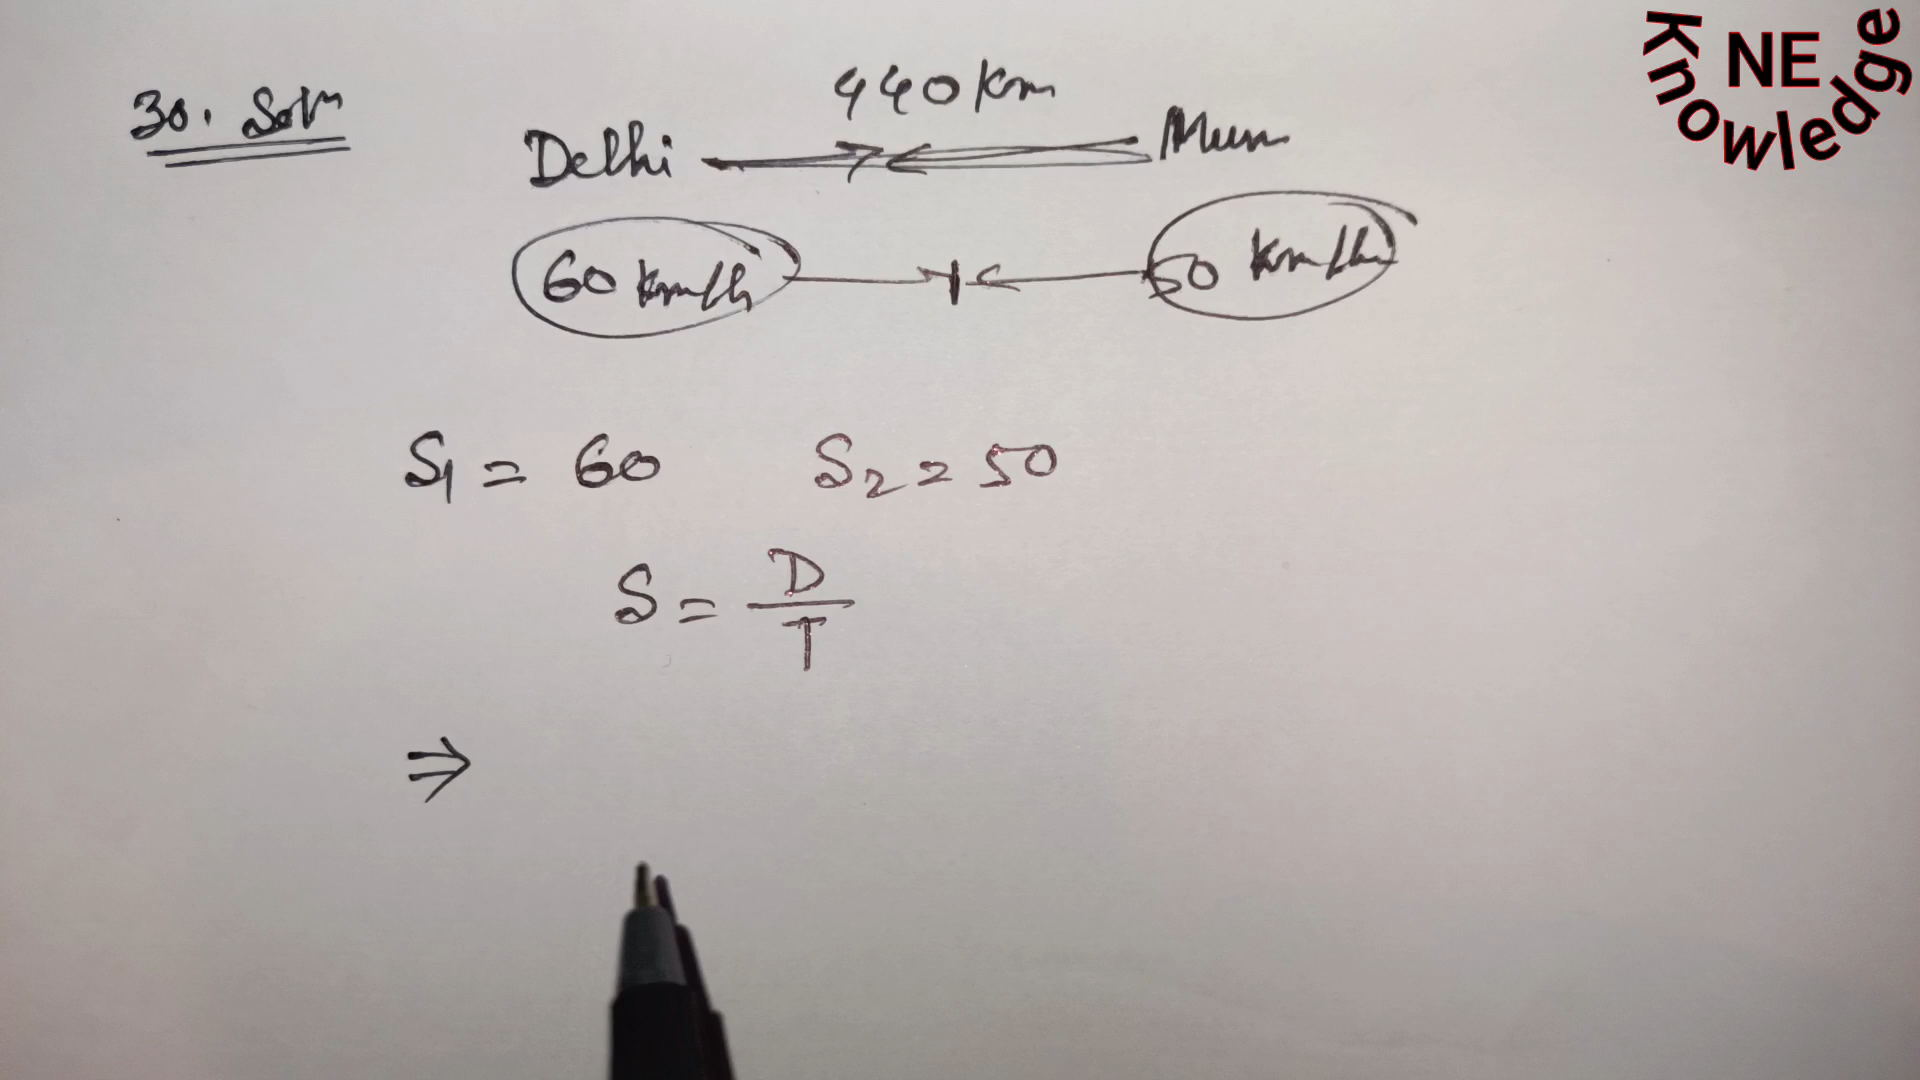 NE Knowledge
30. Soln
440 Km
Delhi Mum
60 Km/h 50 Km/h
S1 = 60 S2 = 50
S = D/T
⇒